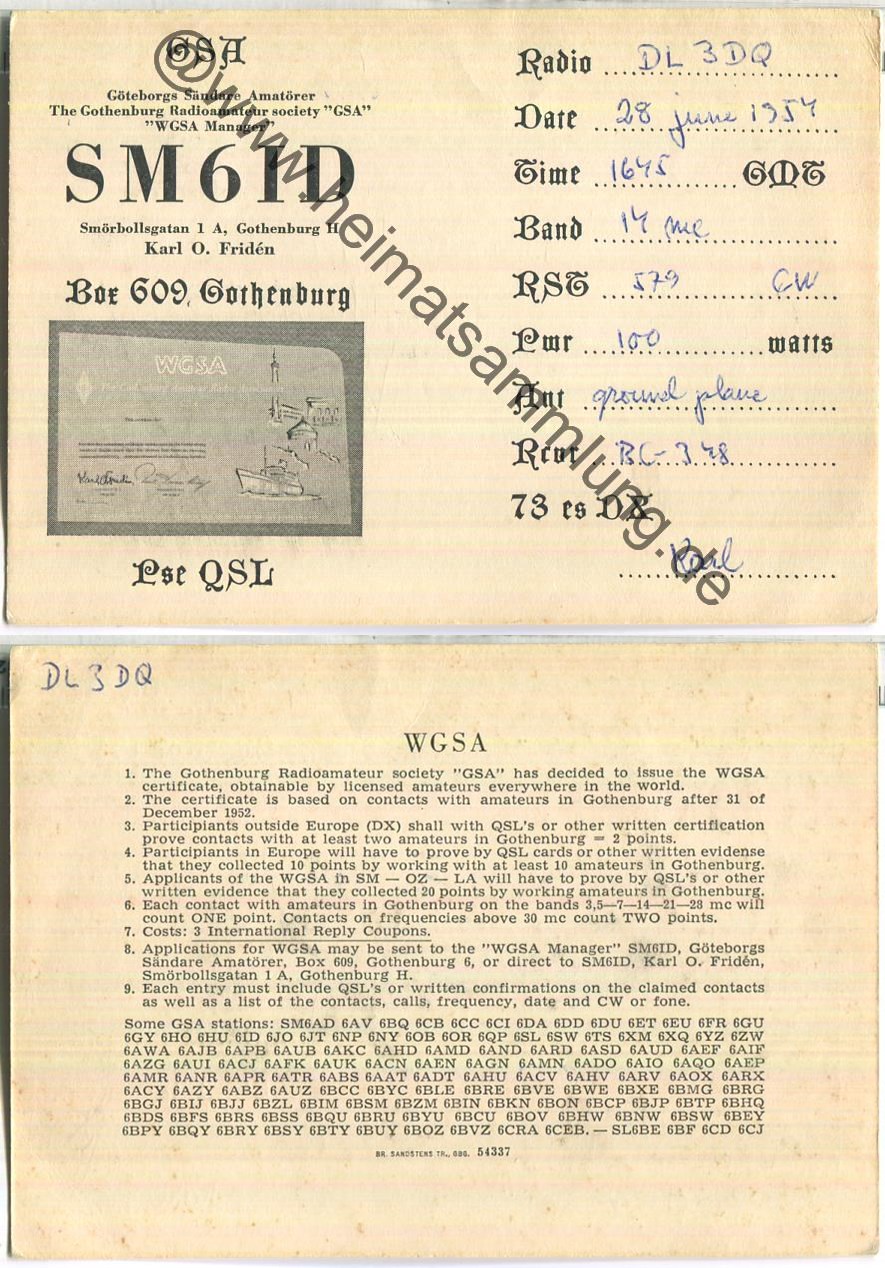 GSA
Göteborgs Sändare Amatörer
The Gothenburg Radioamateur society "GSA"
"WGSA Manager"
SM6ID
Smörbollsgatan 1 A, Gothenburg H
Karl O. Fridén
Box 609, Gothenburg
WGSA
Pse QSL
Radio DL3DQ
Date 28 june 1957
Time 1645 GMT
Band 14 mc
RST 579 CW
Pwr 100 watts
Ant ground plane
Rcvr BC-348
73 es DX
Karl
@www.heimatsammlung.de
DL3DQ
WGSA
1. The Gothenburg Radioamateur society "GSA" has decided to issue the WGSA
certificate, obtainable by licensed amateurs everywhere in the world.
2. The certificate is based on contacts with amateurs in Gothenburg after 31 of
December 1952.
3. Participiants outside Europe (DX) shall with QSL's or other written certification
prove contacts with at least two amateurs in Gothenburg = 2 points.
4. Participiants in Europe will have to prove by QSL cards or other written evidense
that they collected 10 points by working with at least 10 amateurs in Gothenburg.
5. Applicants of the WGSA in SM — OZ — LA will have to prove by QSL's or other
written evidence that they collected 20 points by working amateurs in Gothenburg.
6. Each contact with amateurs in Gothenburg on the bands 3,5—7—14—21—28 mc will
count ONE point. Contacts on frequencies above 30 mc count TWO points.
7. Costs: 3 International Reply Coupons.
8. Applications for WGSA may be sent to the "WGSA Manager" SM6ID, Göteborgs
Sändare Amatörer, Box 609, Gothenburg 6, or direct to SM6ID, Karl O. Fridén,
Smörbollsgatan 1 A, Gothenburg H.
9. Each entry must include QSL's or written confirmations on the claimed contacts
as well as a list of the contacts, calls, frequency, date and CW or fone.
Some GSA stations: SM6AD 6AV 6BQ 6CB 6CC 6CI 6DA 6DD 6DU 6ET 6EU 6FR 6GU
6GY 6HO 6HU 6ID 6JO 6JT 6NP 6NY 6OB 6OR 6QP 6SL 6SW 6TS 6XM 6XQ 6YZ 6ZW
6AWA 6AJB 6APB 6AUB 6AKC 6AHD 6AMD 6AND 6ARD 6ASD 6AUD 6AEF 6AIF
6AZG 6AUI 6ACJ 6AFK 6AUK 6ACN 6AEN 6AGN 6AMN 6ADO 6AIO 6AQO 6AEP
6AMR 6ANR 6APR 6ATR 6ABS 6AAT 6ADT 6AHU 6ACV 6AHV 6ARV 6AOX 6ARX
6ACY 6AZY 6ABZ 6AUZ 6BCC 6BYC 6BLE 6BRE 6BVE 6BWE 6BXE 6BMG 6BRG
6BGJ 6BIJ 6BJJ 6BZL 6BIM 6BSM 6BZM 6BIN 6BKN 6BON 6BCP 6BJP 6BTP 6BHQ
6BDS 6BFS 6BRS 6BSS 6BQU 6BRU 6BYU 6BCU 6BOV 6BHW 6BNW 6BSW 6BEY
6BPY 6BQY 6BRY 6BSY 6BTY 6BUY 6BOZ 6BVZ 6CRA 6CEB. — SL6BE 6BF 6CD 6CJ
BR. SANDSTENS TR., GBG. 54337